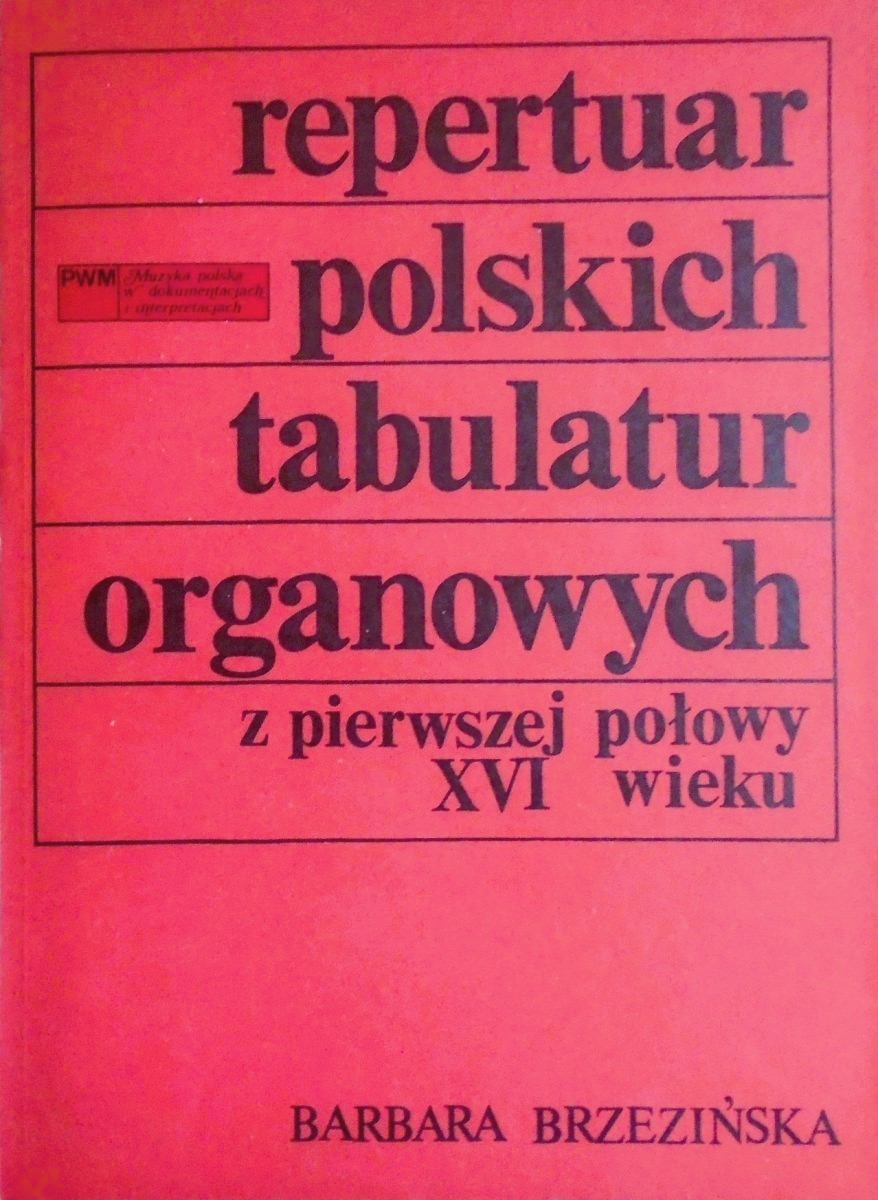 repertuar
polskich
PWM
Muzyka polska
w dokumentacjach
i interpretacjach
tabulatur
organowych
z pierwszej połowy
XVI wieku
BARBARA BRZEZIŃSKA